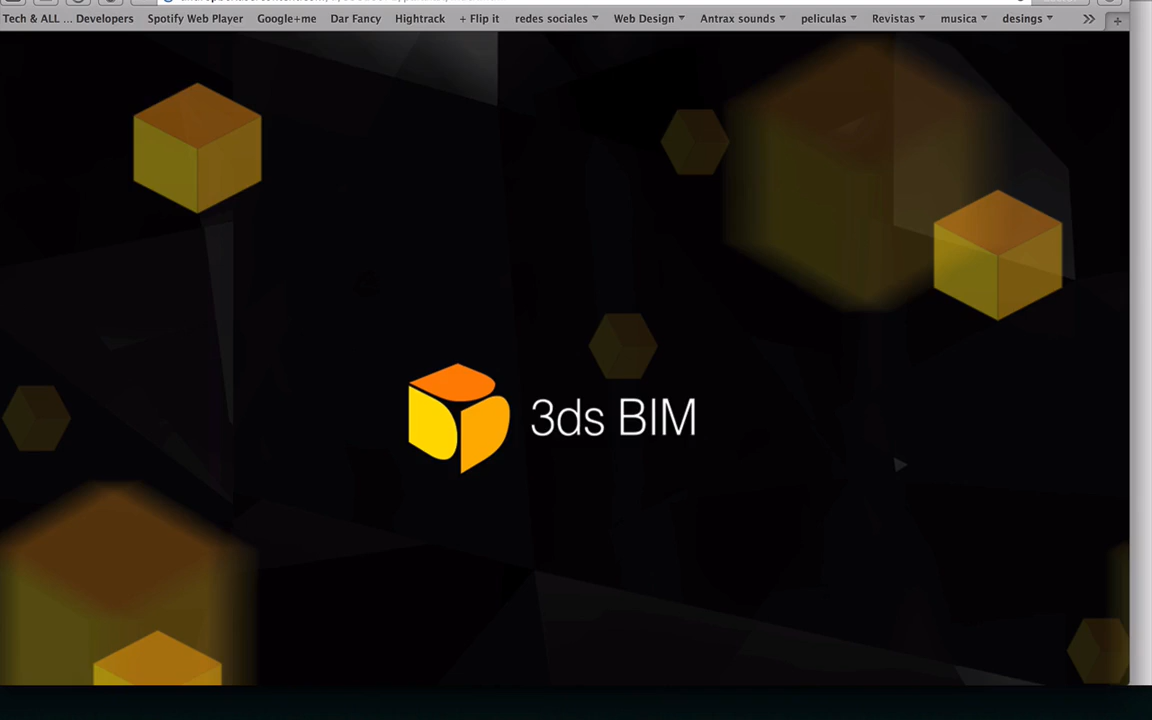 Tech & ALL ... Developers Spotify Web Player Google+me Dar Fancy Hightrack + Flip it redes sociales Web Design Antrax sounds peliculas Revistas musica desings
3ds BIM